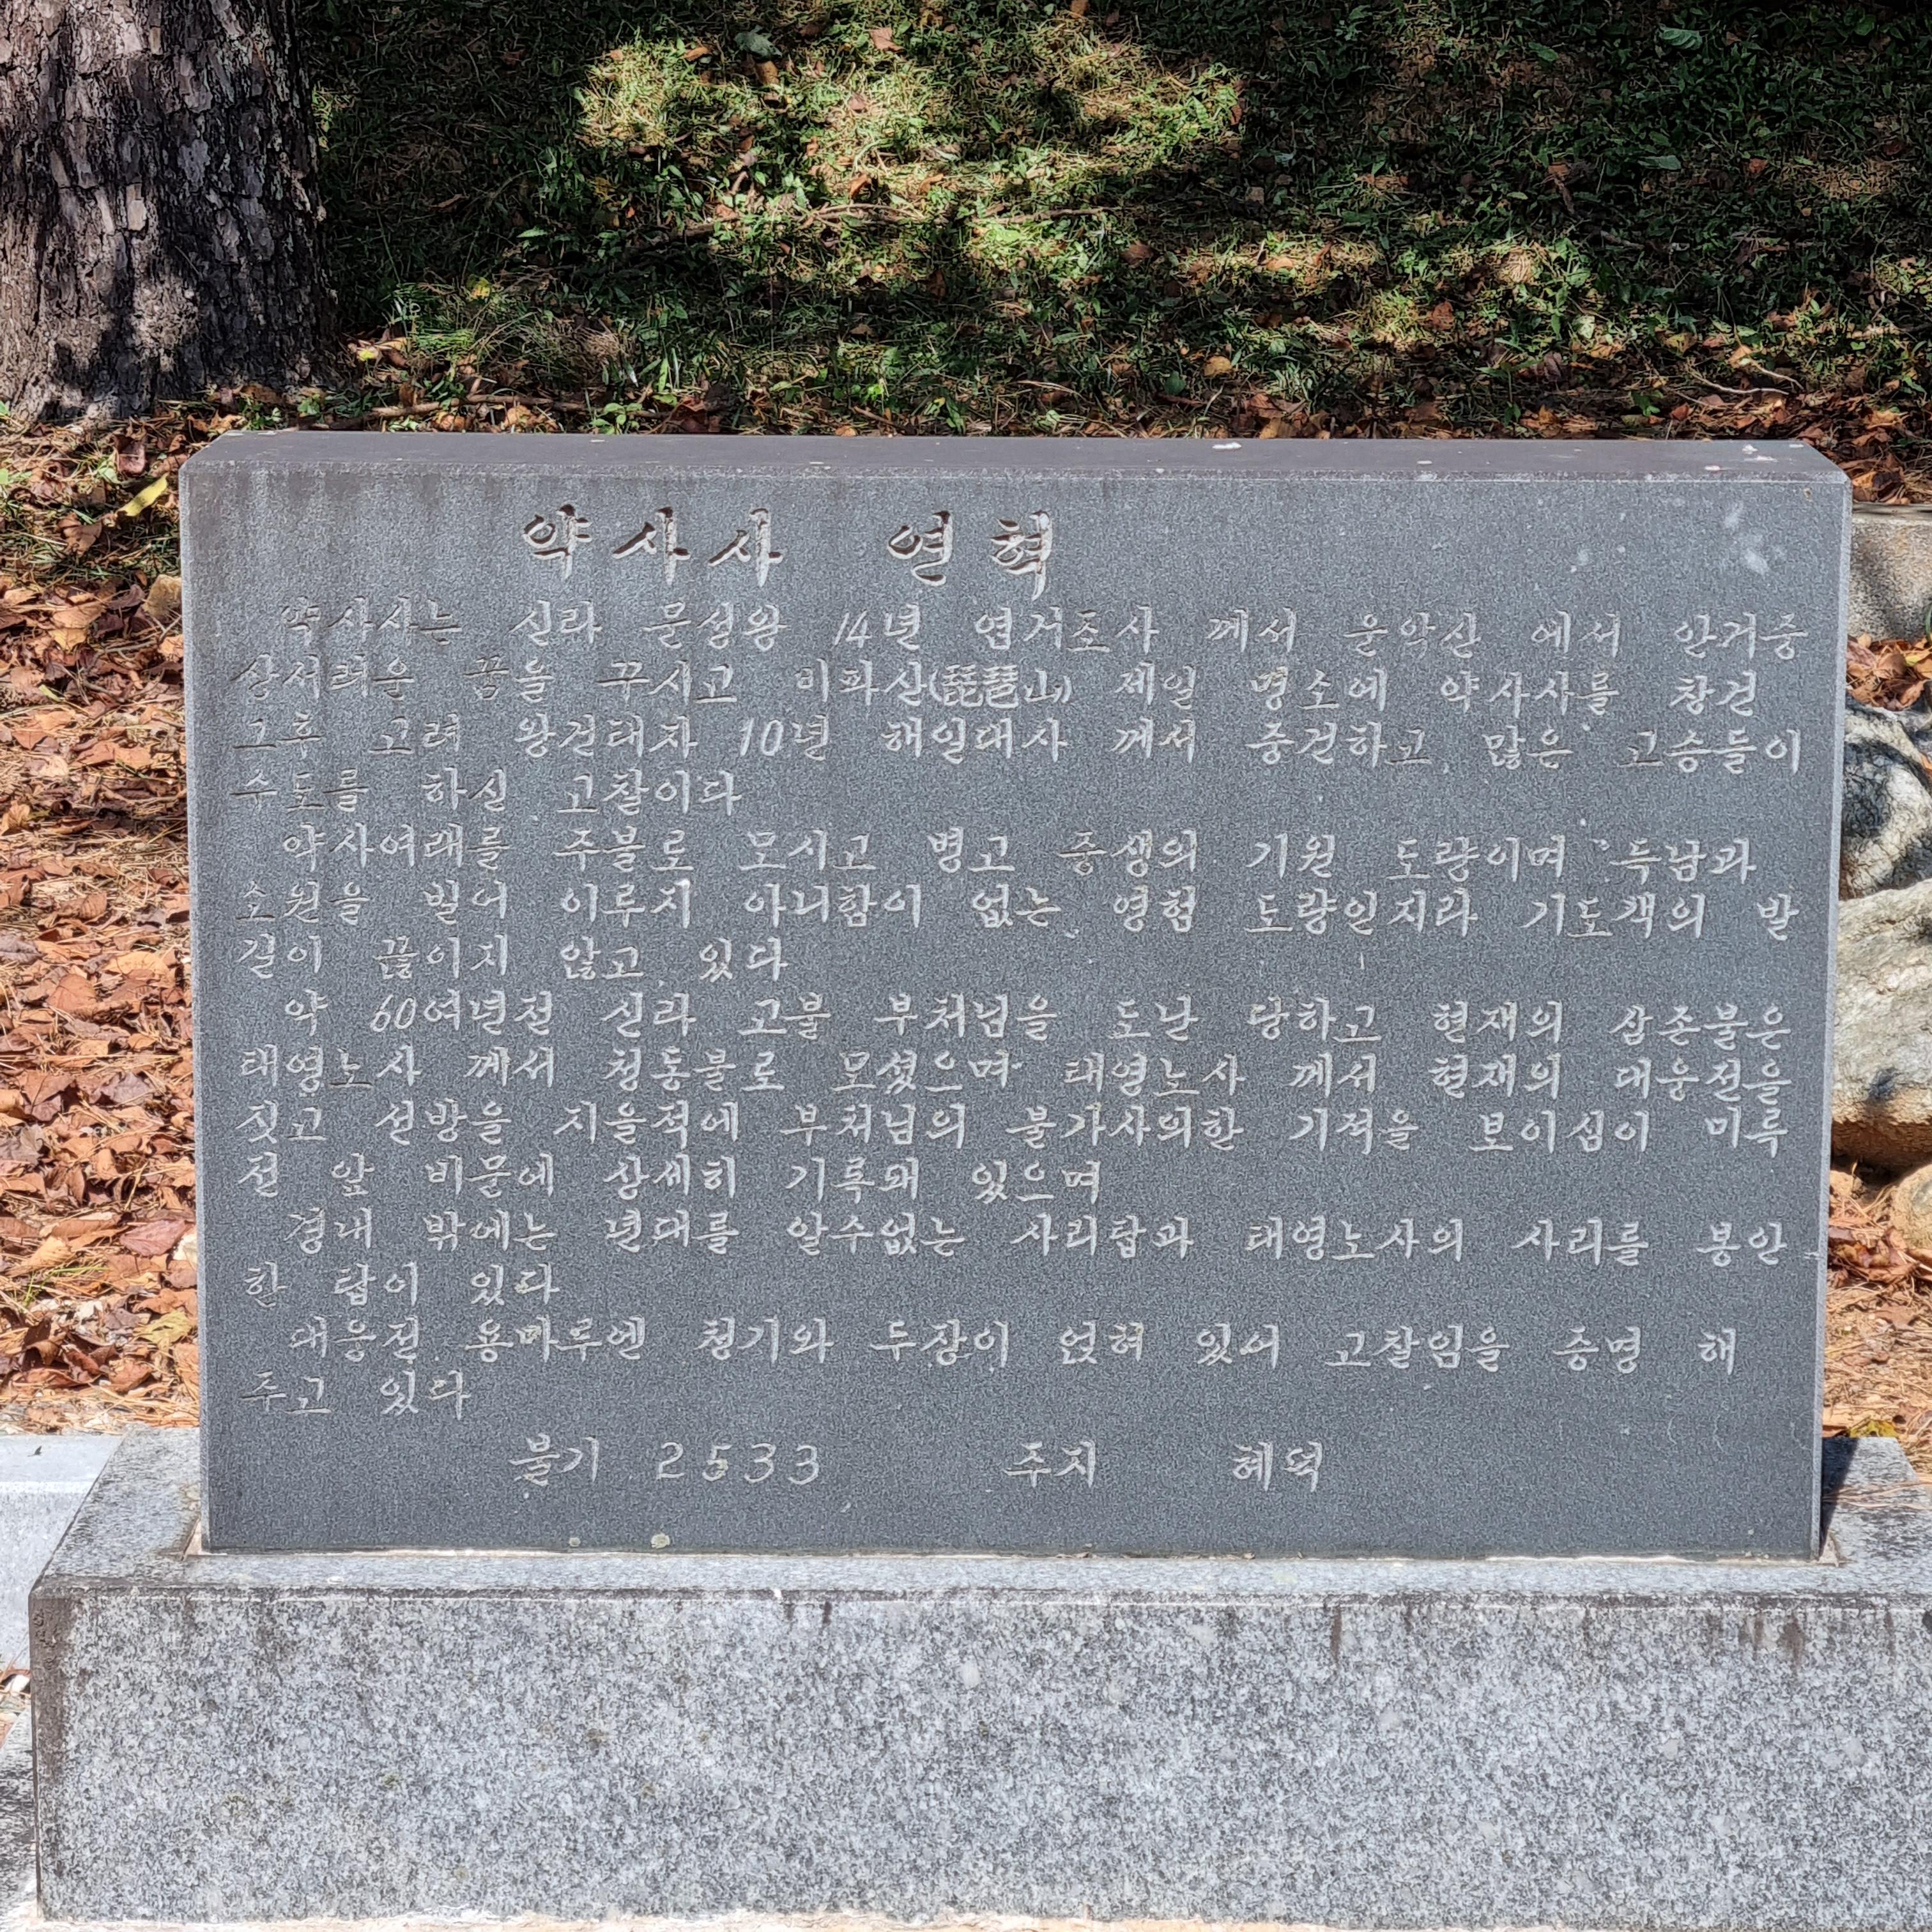 약사사 연혁
약사사는 신라 문성왕 14년 염거조사 께서 운악산 에서 안거중
상서러운 꿈을 꾸시고 비파산(琵琶山) 제일 명소에 약사사를 창건
그후 고려 왕건태자 10년 해일대사 께서 중건하고 많은 고승들이
수도를 하신 고찰이다
약사여래를 주불로 모시고 병고 중생의 기원 도량이며 득남과
소원을 빌어 이루지 아니함이 없는 영험 도량인지라 기도객의 발
길이 끊이지 않고 있다
약 60여년전 신라 고불 부처님을 도난 당하고 현재의 삼존불은
태영노사 께서 청동불로 모셨으며 태영노사 께서 현재의 대웅전을
짓고 선방을 지을적에 부처님의 불가사의한 기적을 보이심이 미륵
전 앞 비문에 상세히 기록돼 있으며
경내 밖에는 년대를 알수없는 사리탑과 태영노사의 사리를 봉안
한 탑이 있다
대웅전 용마루엔 청기와 두장이 얹혀 있어 고찰임을 증명 해
주고 있다
불기 2533 주지 혜덕